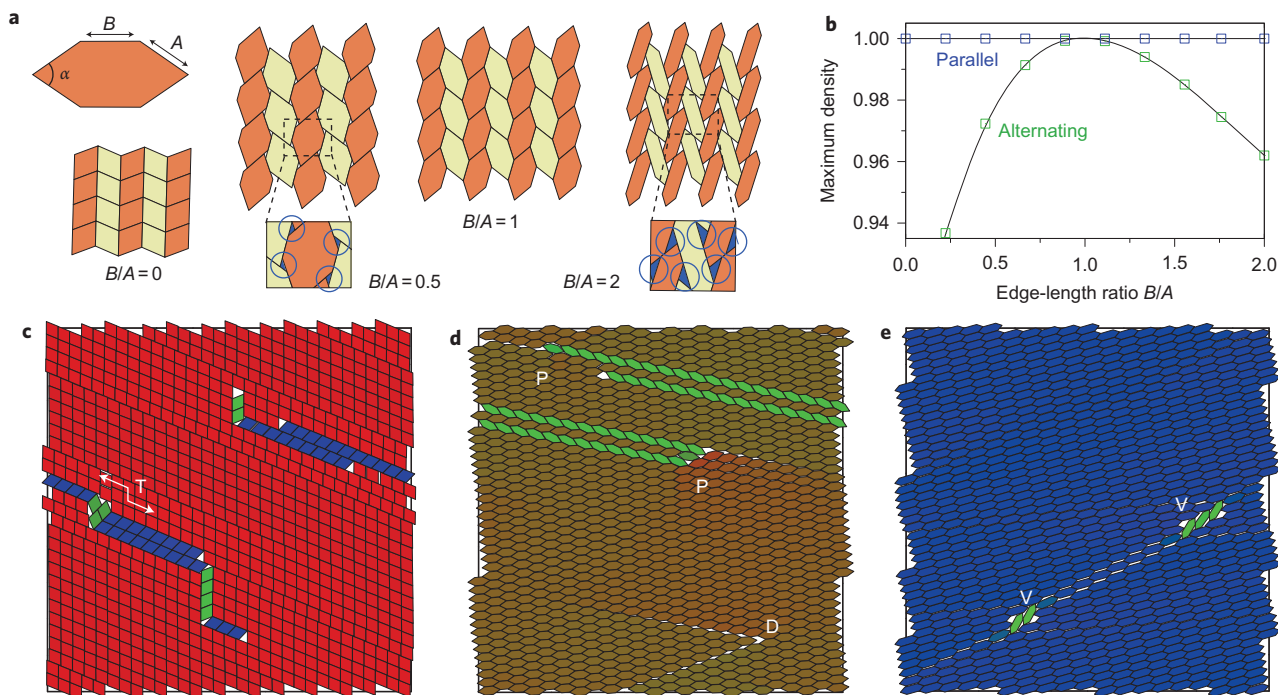 a
B
A
α
B/A = 0
B/A = 0.5
B/A = 1
B/A = 2
b
Maximum density
1.00
0.98
0.96
0.94
Parallel
Alternating
0.0 0.5 1.0 1.5 2.0
Edge-length ratio B/A
c
T
d
P
P
D
e
V
V